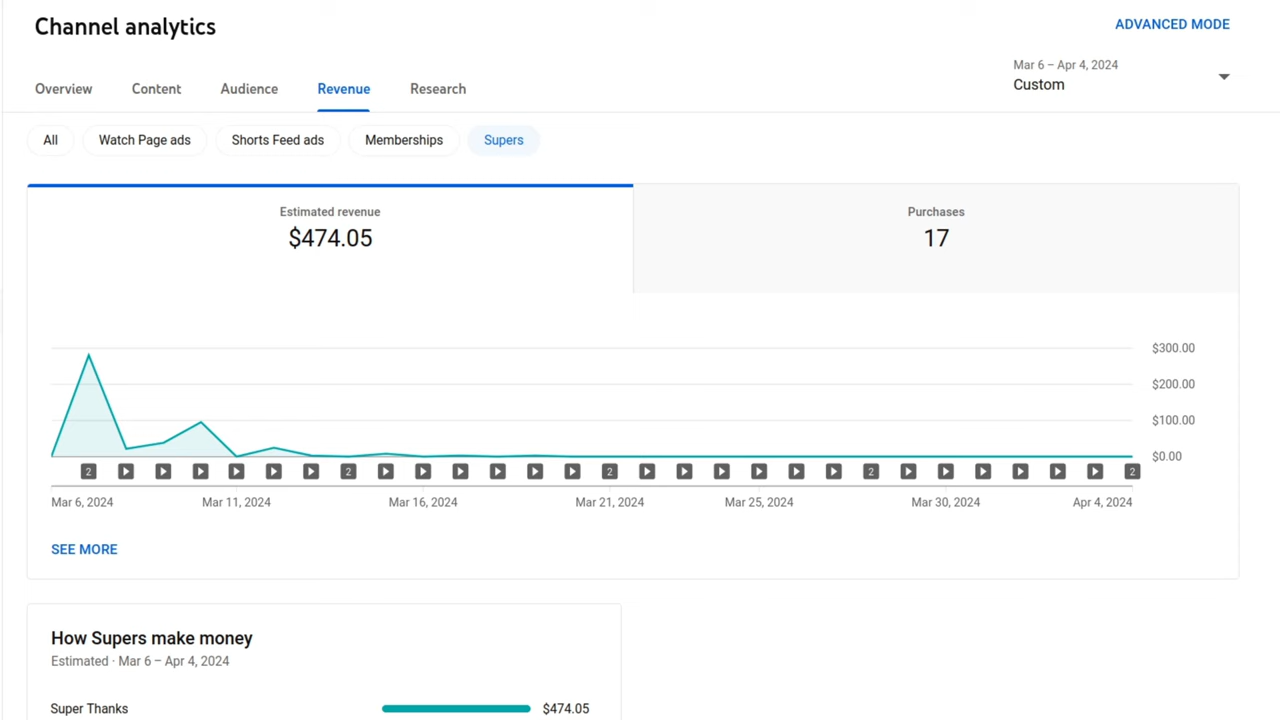 Channel analytics
ADVANCED MODE
Mar 6 – Apr 4, 2024
Custom
Overview Content Audience Revenue Research
All Watch Page ads Shorts Feed ads Memberships Supers
Estimated revenue
$474.05
Purchases
17
$300.00
$200.00
$100.00
$0.00
2 2 2 2 2
Mar 6, 2024 Mar 11, 2024 Mar 16, 2024 Mar 21, 2024 Mar 25, 2024 Mar 30, 2024 Apr 4, 2024
SEE MORE
How Supers make money
Estimated · Mar 6 – Apr 4, 2024
Super Thanks $474.05